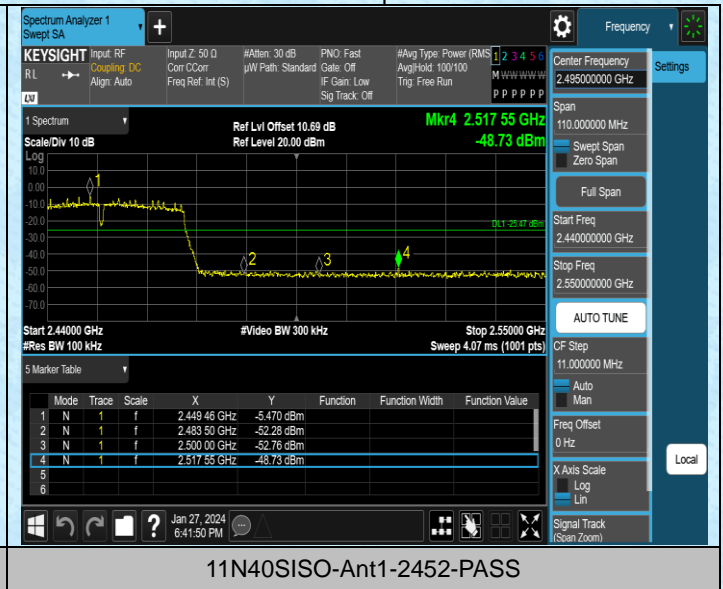 Spectrum Analyzer 1
Swept SA
+
Frequency
KEYSIGHT
RL
LXI
Input: RF
Coupling: DC
Align: Auto
Input Z: 50 Ω
Corr CCorr
Freq Ref: Int (S)
#Atten: 30 dB
µW Path: Standard
PNO: Fast
Gate: Off
IF Gain: Low
Sig Track: Off
#Avg Type: Power (RMS
Avg|Hold: 100/100
Trig: Free Run
1 2 3 4 5 6
M W W W W W
P P P P P P
1 Spectrum
Scale/Div 10 dB
Ref Lvl Offset 10.69 dB
Ref Level 20.00 dBm
Mkr4 2.517 55 GHz
-48.73 dBm
Log
10.0
0.00
-10.0
-20.0
-30.0
-40.0
-50.0
-60.0
-70.0
1
2
3
4
DL1 -25.47 dBm
Start 2.44000 GHz
#Video BW 300 kHz
Stop 2.55000 GHz
#Res BW 100 kHz
Sweep 4.07 ms (1001 pts)
5 Marker Table
Mode Trace Scale X Y Function Function Width Function Value
1 N 1 f 2.449 46 GHz -5.470 dBm
2 N 1 f 2.483 50 GHz -52.28 dBm
3 N 1 f 2.500 00 GHz -52.76 dBm
4 N 1 f 2.517 55 GHz -48.73 dBm
5
6
Center Frequency
2.495000000 GHz
Settings
Span
110.000000 MHz
Swept Span
Zero Span
Full Span
Start Freq
2.440000000 GHz
Stop Freq
2.550000000 GHz
AUTO TUNE
CF Step
11.000000 MHz
Auto
Man
Freq Offset
0 Hz
X Axis Scale
Log
Lin
Local
Signal Track
(Span Zoom)
?
Jan 27, 2024
6:41:50 PM
11N40SISO-Ant1-2452-PASS